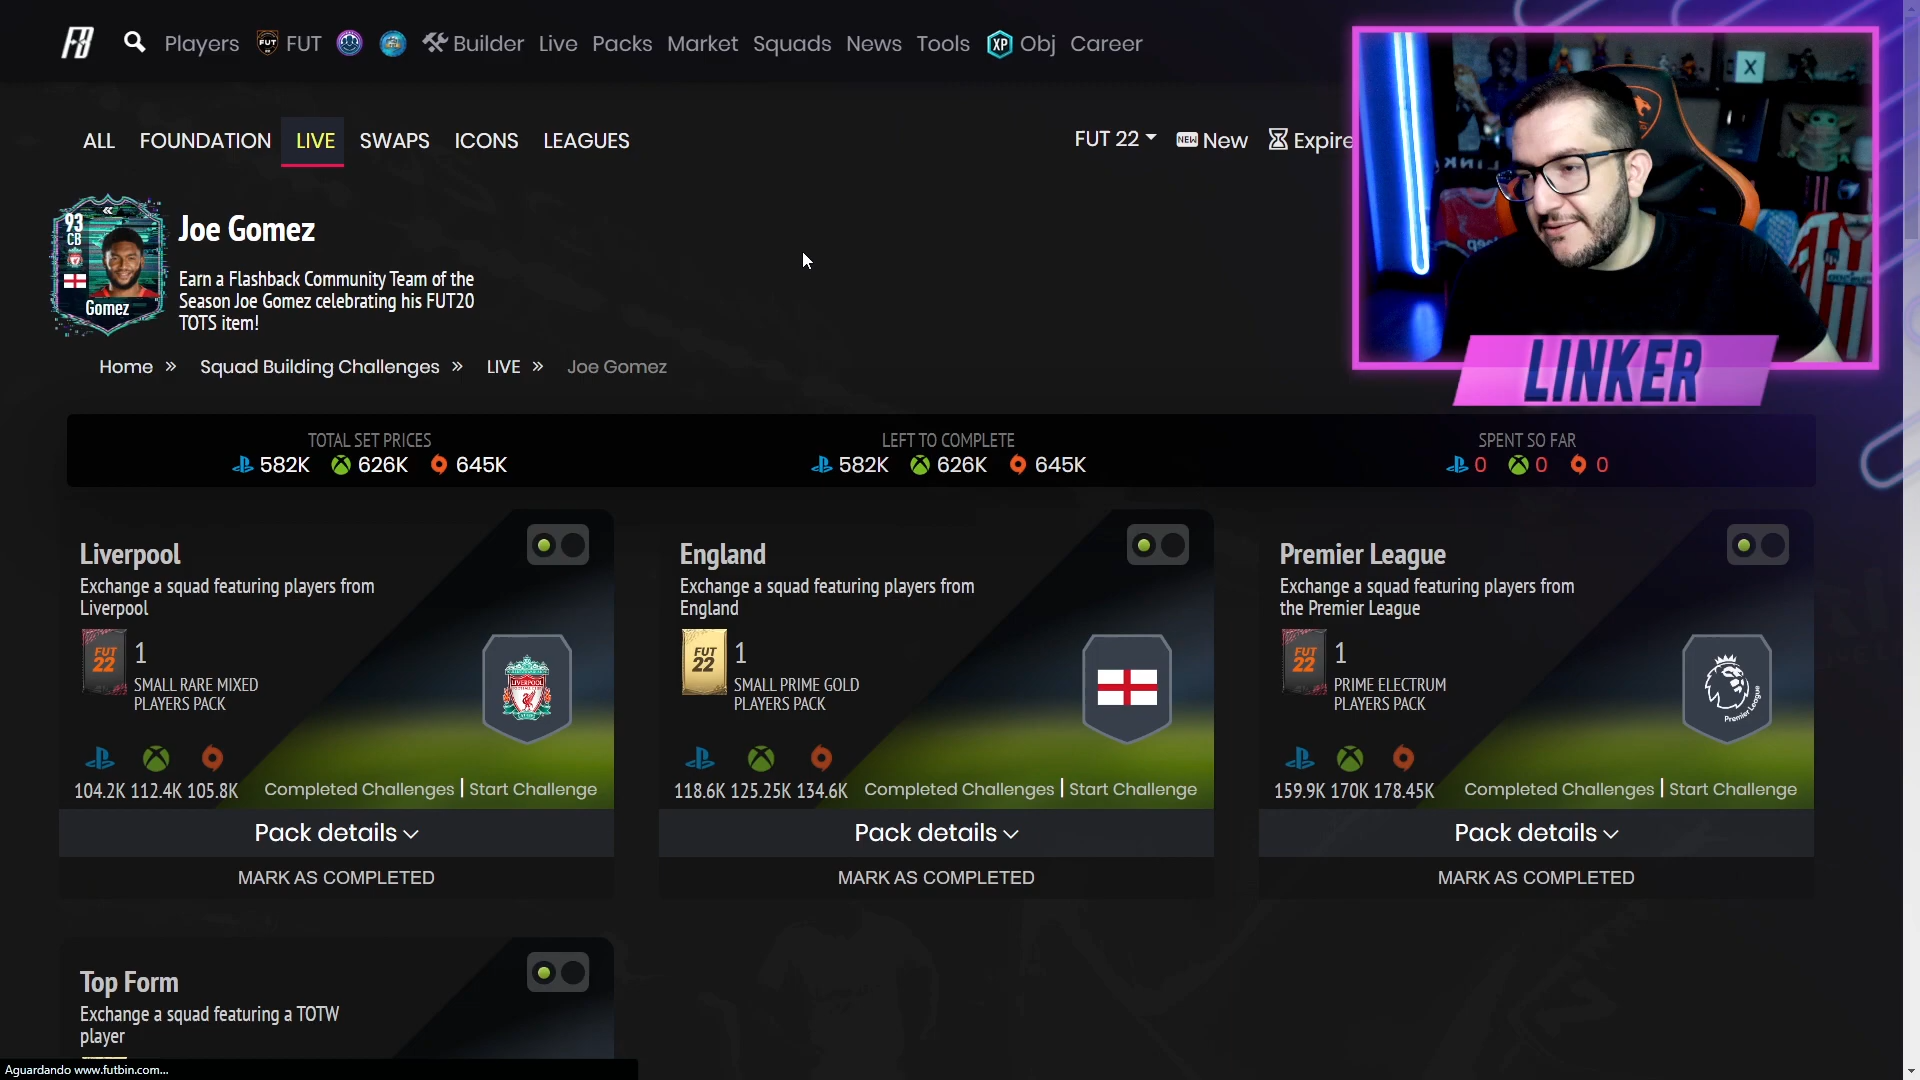 Players FUT Builder Live Packs Market Squads News Tools XP Obj Career
X
ALL FOUNDATION LIVE SWAPS ICONS LEAGUES
FUT 22 NEW New Expire
93
CB
Gomez
Joe Gomez
Earn a Flashback Community Team of the
Season Joe Gomez celebrating his FUT20
TOTS item!
LINKER
Home » Squad Building Challenges » LIVE » Joe Gomez
TOTAL SET PRICES
582K 626K 645K
LEFT TO COMPLETE
582K 626K 645K
SPENT SO FAR
0 0 0
Liverpool
Exchange a squad featuring players from
Liverpool
FUT
22
1
SMALL RARE MIXED
PLAYERS PACK
104.2K 112.4K 105.8K Completed Challenges | Start Challenge
Pack details
MARK AS COMPLETED
England
Exchange a squad featuring players from
England
FUT
22
1
SMALL PRIME GOLD
PLAYERS PACK
118.6K 125.25K 134.6K Completed Challenges | Start Challenge
Pack details
MARK AS COMPLETED
Premier League
Exchange a squad featuring players from
the Premier League
FUT
22
1
PRIME ELECTRUM
PLAYERS PACK
Premier League
159.9K 170K 178.45K Completed Challenges | Start Challenge
Pack details
MARK AS COMPLETED
Top Form
Exchange a squad featuring a TOTW
player
Aguardando www.futbin.com...